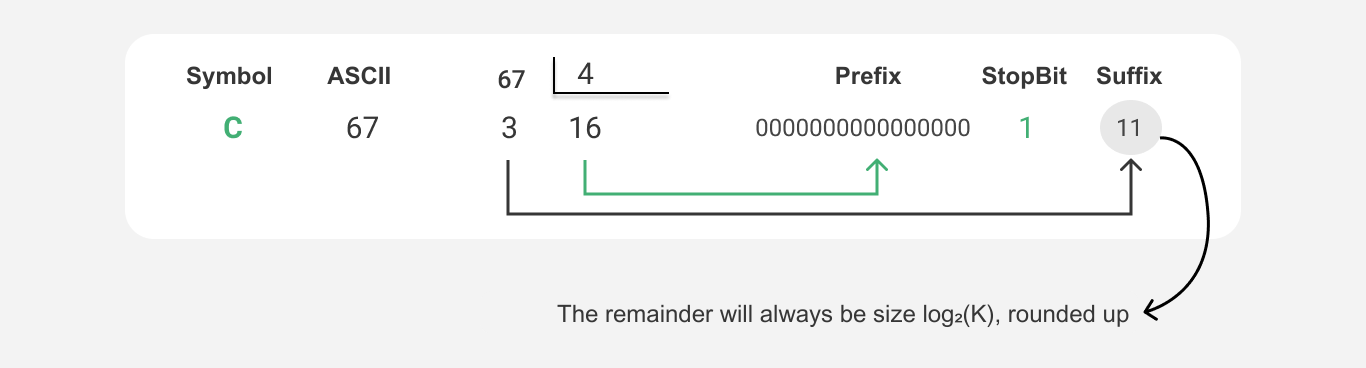 Symbol ASCII 67 4 Prefix StopBit Suffix
C 67 3 16 0000000000000000 1 11
The remainder will always be size log₂(K), rounded up